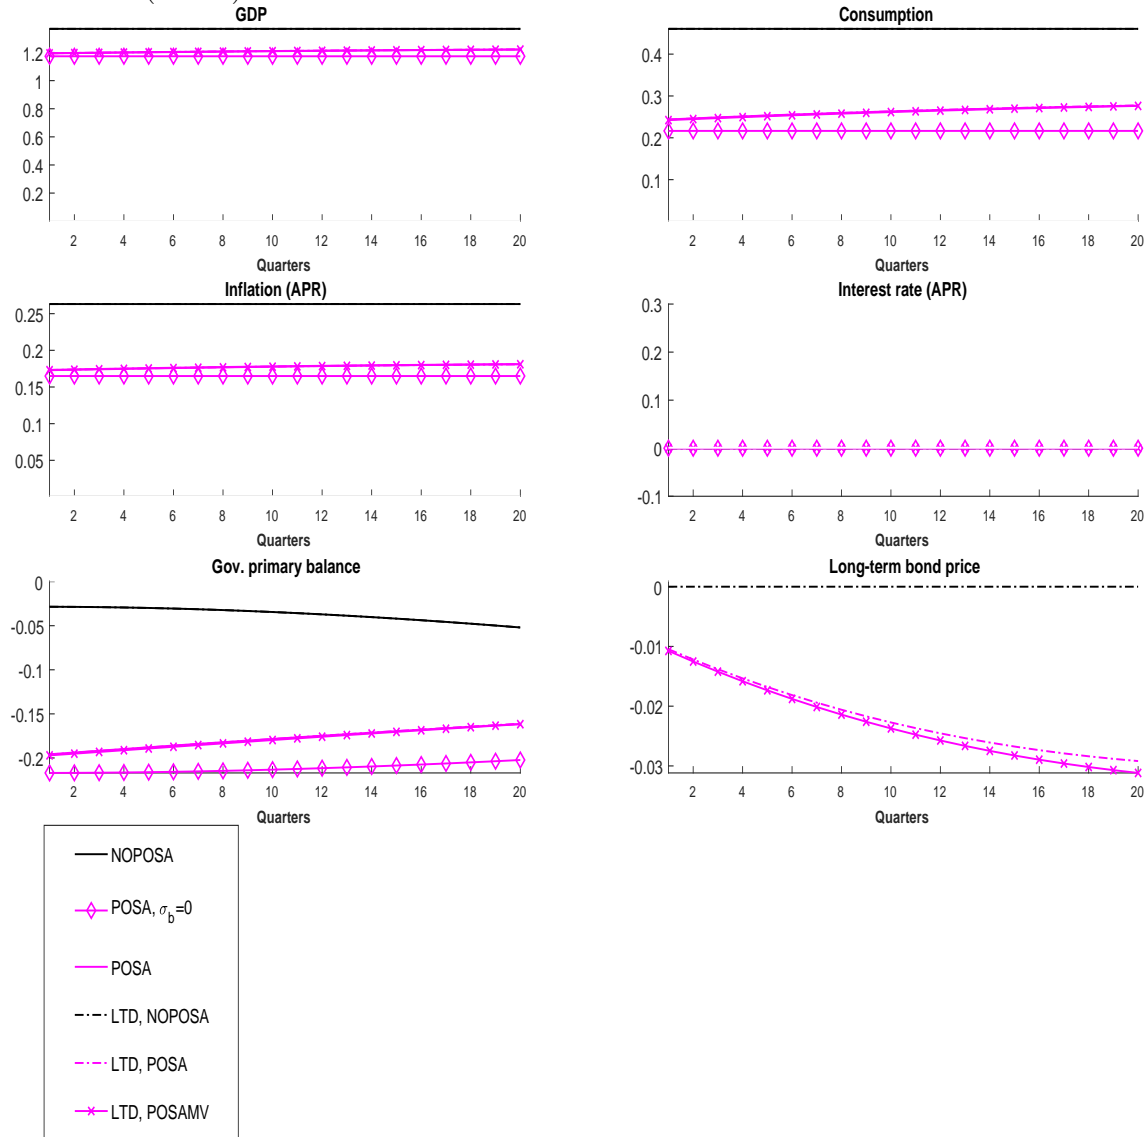 GDP
1.2
1
0.8
0.6
0.4
0.2
2 4 6 8 10 12 14 16 18 20
Quarters
Consumption
0.4
0.3
0.2
0.1
2 4 6 8 10 12 14 16 18 20
Quarters
Inflation (APR)
0.25
0.2
0.15
0.1
0.05
2 4 6 8 10 12 14 16 18 20
Quarters
Interest rate (APR)
0.3
0.2
0.1
0
-0.1
2 4 6 8 10 12 14 16 18 20
Quarters
Gov. primary balance
0
-0.05
-0.1
-0.15
-0.2
2 4 6 8 10 12 14 16 18 20
Quarters
Long-term bond price
0
-0.01
-0.02
-0.03
2 4 6 8 10 12 14 16 18 20
Quarters
NOPOSA
POSA, σ_b=0
POSA
LTD, NOPOSA
LTD, POSA
LTD, POSAMV